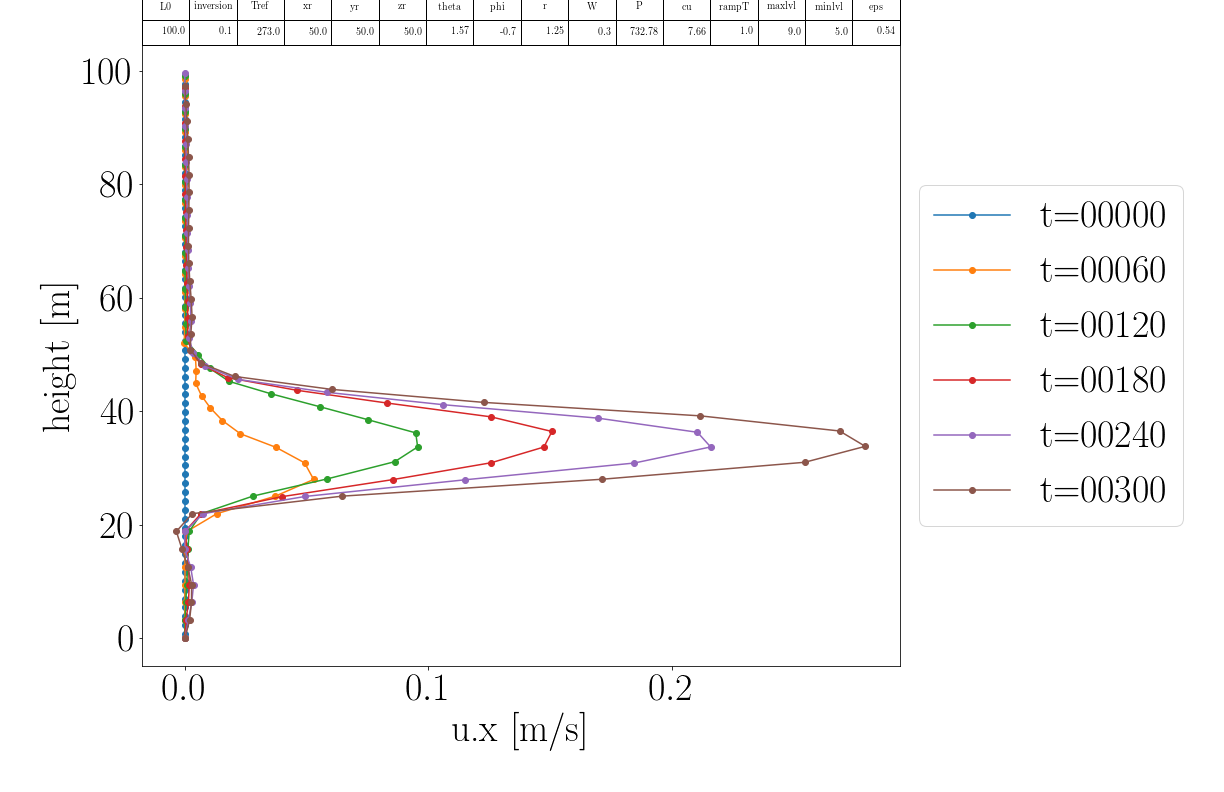 L0 inversion Tref xr yr zr theta phi r W P cu rampT maxlvl minlvl eps
100.0 0.1 273.0 50.0 50.0 50.0 1.57 -0.7 1.25 0.3 732.78 7.66 1.0 9.0 5.0 0.54
100
80
60
40
20
0
height [m]
0.0 0.1 0.2
u.x [m/s]
t=00000
t=00060
t=00120
t=00180
t=00240
t=00300